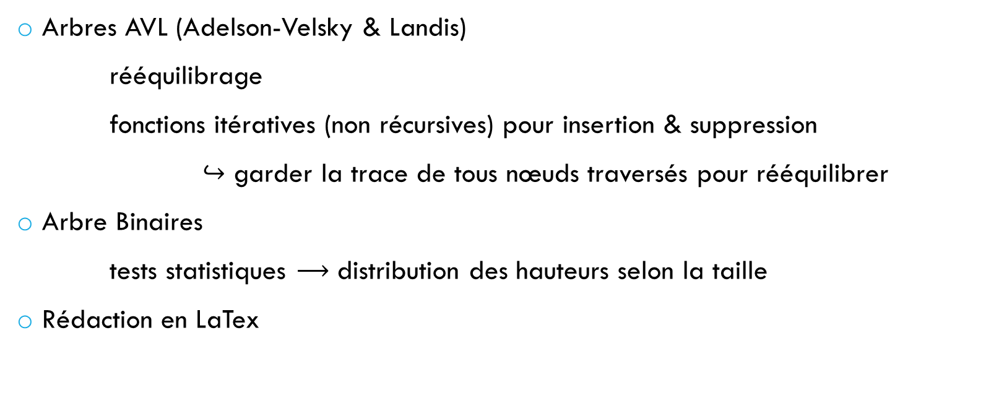 ○ Arbres AVL (Adelson-Velsky & Landis)
rééquilibrage
fonctions itératives (non récursives) pour insertion & suppression
↪ garder la trace de tous nœuds traversés pour rééquilibrer
○ Arbre Binaires
tests statistiques ⟶ distribution des hauteurs selon la taille
○ Rédaction en LaTex